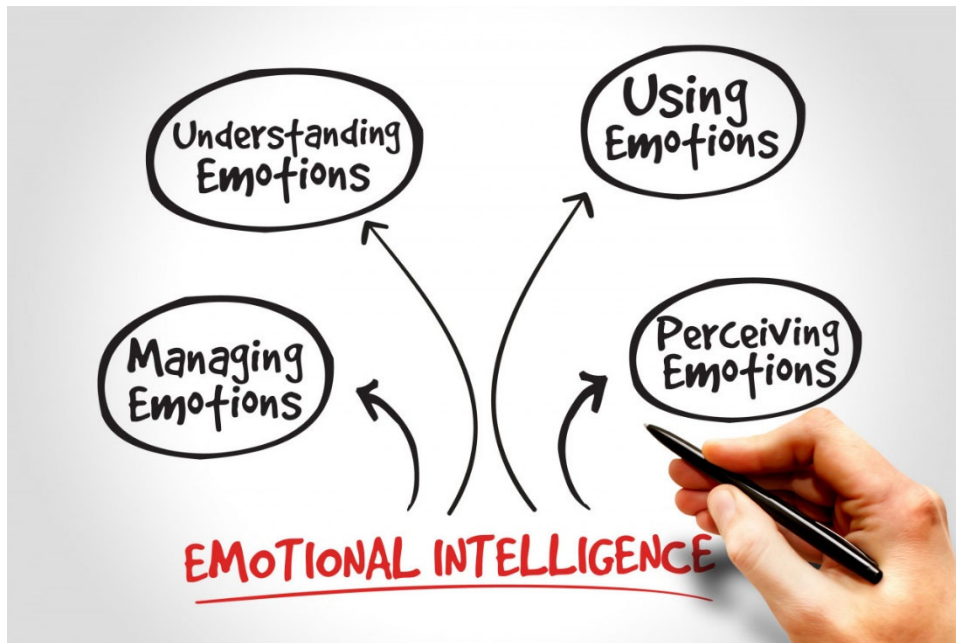 Understanding
Emotions
Using
Emotions
Managing
Emotions
Perceiving
Emotions
EMOTIONAL INTELLIGENCE